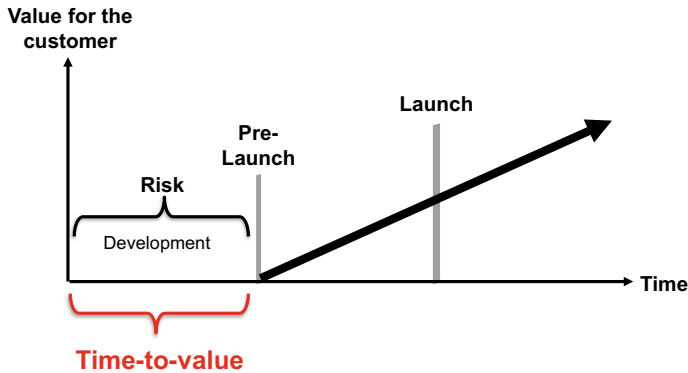 Value for the
customer
Launch
Pre-
Launch
Risk
Development
Time
Time-to-value